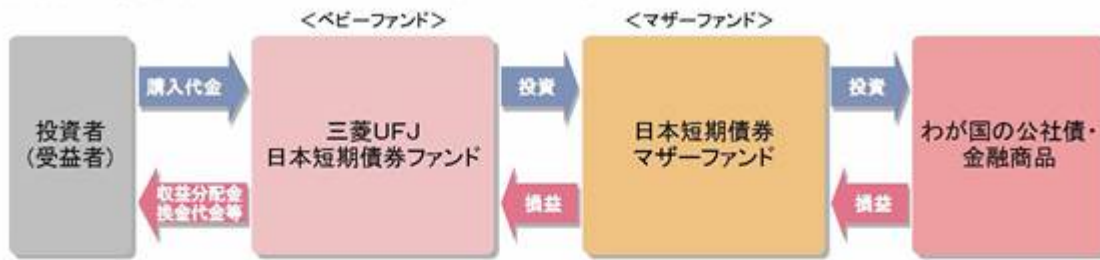 <ベビーファンド>
<マザーファンド>
投資者
(受益者)
購入代金
収益分配金
換金代金等
三菱UFJ
日本短期債券ファンド
投資
損益
日本短期債券
マザーファンド
投資
損益
わが国の公社債・
金融商品